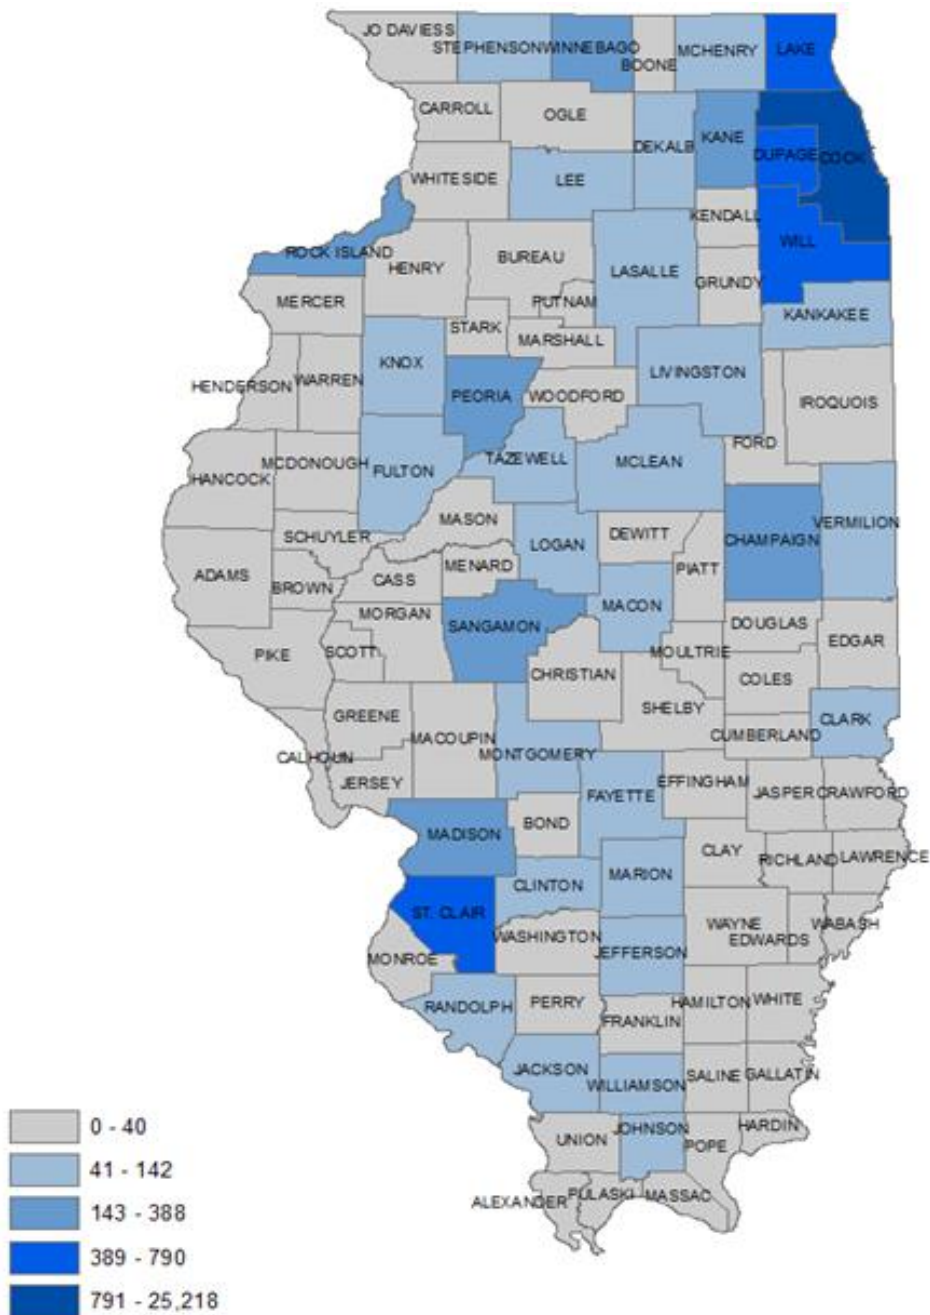 JO DAVIESS
STEPHENSON
WINNEBAGO
BOONE
MCHENRY
LAKE
CARROLL
OGLE
DEKALB
KANE
DUPAGE
COOK
WHITESIDE
LEE
KENDALL
ROCK ISLAND
HENRY
BUREAU
LASALLE
GRUNDY
WILL
MERCER
PUTNAM
KANKAKEE
STARK
MARSHALL
HENDERSON
WARREN
KNOX
PEORIA
WOODFORD
LIVINGSTON
IROQUOIS
FORD
HANCOCK
MCDONOUGH
FULTON
TAZEWELL
MCLEAN
SCHUYLER
MASON
LOGAN
DEWITT
CHAMPAIGN
VERMILION
ADAMS
BROWN
CASS
MENARD
PIATT
MACON
MORGAN
SANGAMON
DOUGLAS
EDGAR
PIKE
SCOTT
CHRISTIAN
MOULTRIE
COLES
SHELBY
GREENE
MACOUPIN
MONTGOMERY
CUMBERLAND
CLARK
CALHOUN
JERSEY
FAYETTE
EFFINGHAM
JASPER
CRAWFORD
MADISON
BOND
CLAY
RICHLAND
LAWRENCE
CLINTON
MARION
ST. CLAIR
WASHINGTON
WAYNE
EDWARDS
WABASH
MONROE
JEFFERSON
RANDOLPH
PERRY
FRANKLIN
HAMILTON
WHITE
JACKSON
WILLIAMSON
SALINE
GALLATIN
UNION
JOHNSON
POPE
HARDIN
ALEXANDER
PULASKI
MASSAC
0 - 40
41 - 142
143 - 388
389 - 790
791 - 25,218